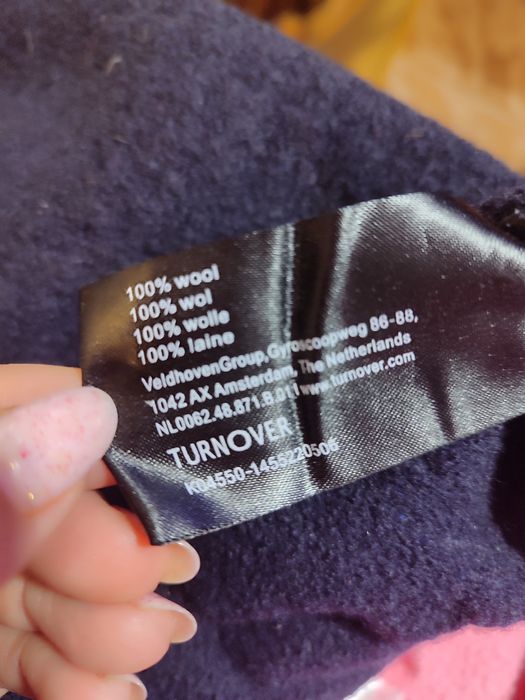 100% wool
100% wol
100% wolle
100% laine
VeldhovenGroup, Gyroscoopweg 86-88,
1042 AX Amsterdam, The Netherlands
NL0062.48.871.B.011 www.turnover.com
TURNOVER